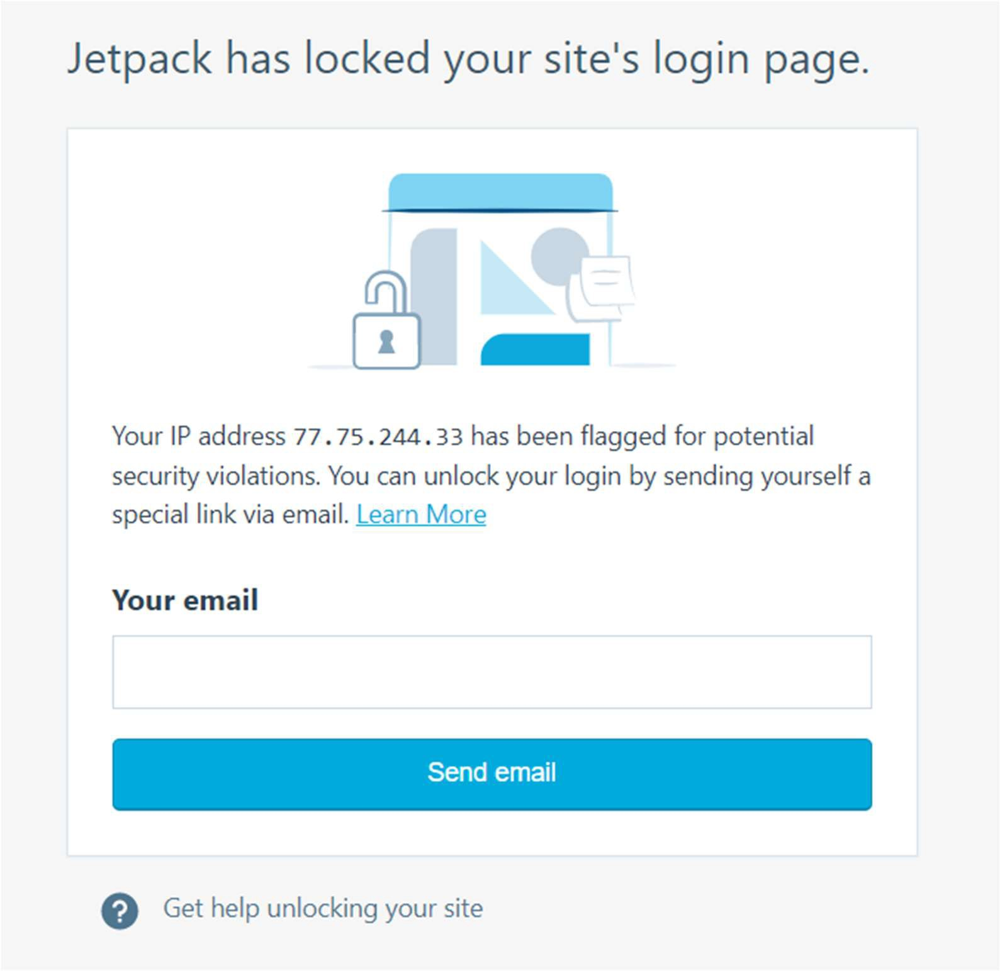 Jetpack has locked your site's login page.
Your IP address 77.75.244.33 has been flagged for potential
security violations. You can unlock your login by sending yourself a
special link via email. Learn More
Your email
Send email
? Get help unlocking your site